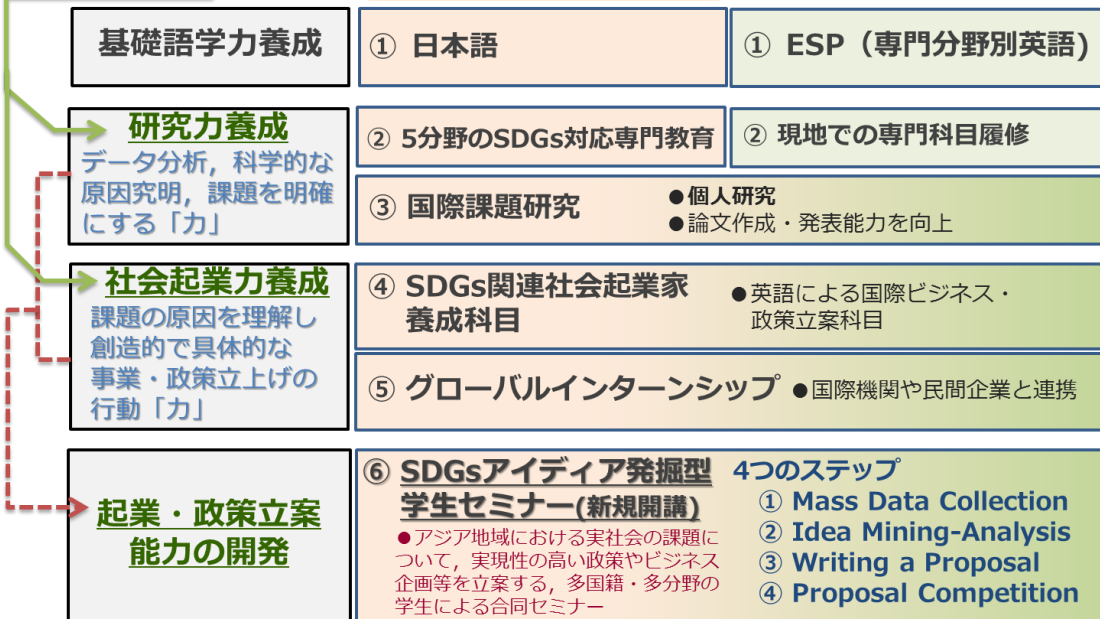 基礎語学力養成
① 日本語
① ESP（専門分野別英語)
研究力養成
データ分析，科学的な
原因究明，課題を明確
にする「力」
② 5分野のSDGs対応専門教育
② 現地での専門科目履修
③ 国際課題研究
●個人研究
●論文作成・発表能力を向上
社会起業力養成
課題の原因を理解し
創造的で具体的な
事業・政策立上げの
行動「力」
④ SDGs関連社会起業家
養成科目
●英語による国際ビジネス・
政策立案科目
⑤ グローバルインターンシップ
●国際機関や民間企業と連携
起業・政策立案
能力の開発
⑥ SDGsアイディア発掘型
学生セミナー(新規開講)
●アジア地域における実社会の課題に
ついて，実現性の高い政策やビジネス
企画等を立案する，多国籍・多分野の
学生による合同セミナー
4つのステップ
① Mass Data Collection
② Idea Mining-Analysis
③ Writing a Proposal
④ Proposal Competition